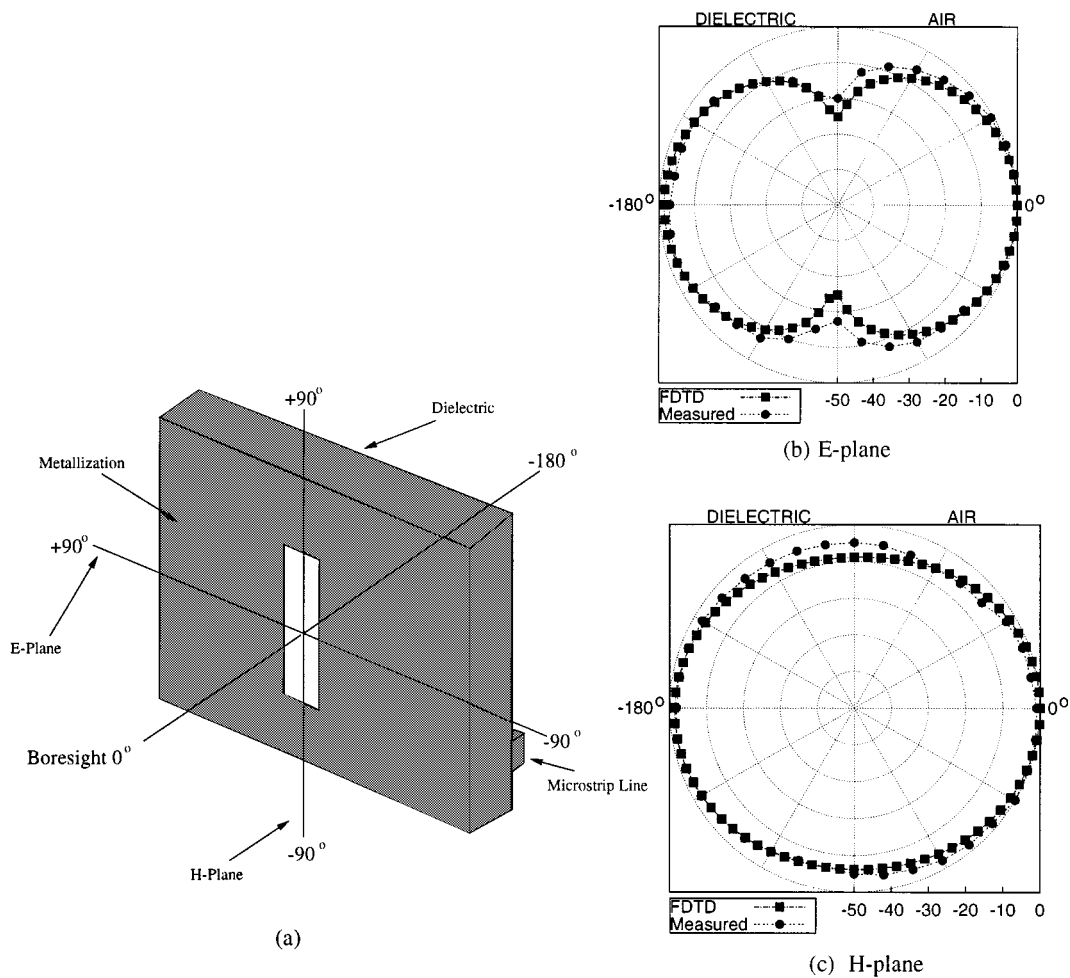 +90°
Dielectric
Metallization
-180 °
+90°
E-Plane
Boresight 0°
-90°
Microstrip Line
-90°
H-Plane
(a)
DIELECTRIC AIR
-180° 0°
FDTD
Measured
-50 -40 -30 -20 -10 0
(b) E-plane
DIELECTRIC AIR
-180° 0°
FDTD
Measured
-50 -40 -30 -20 -10 0
(c) H-plane